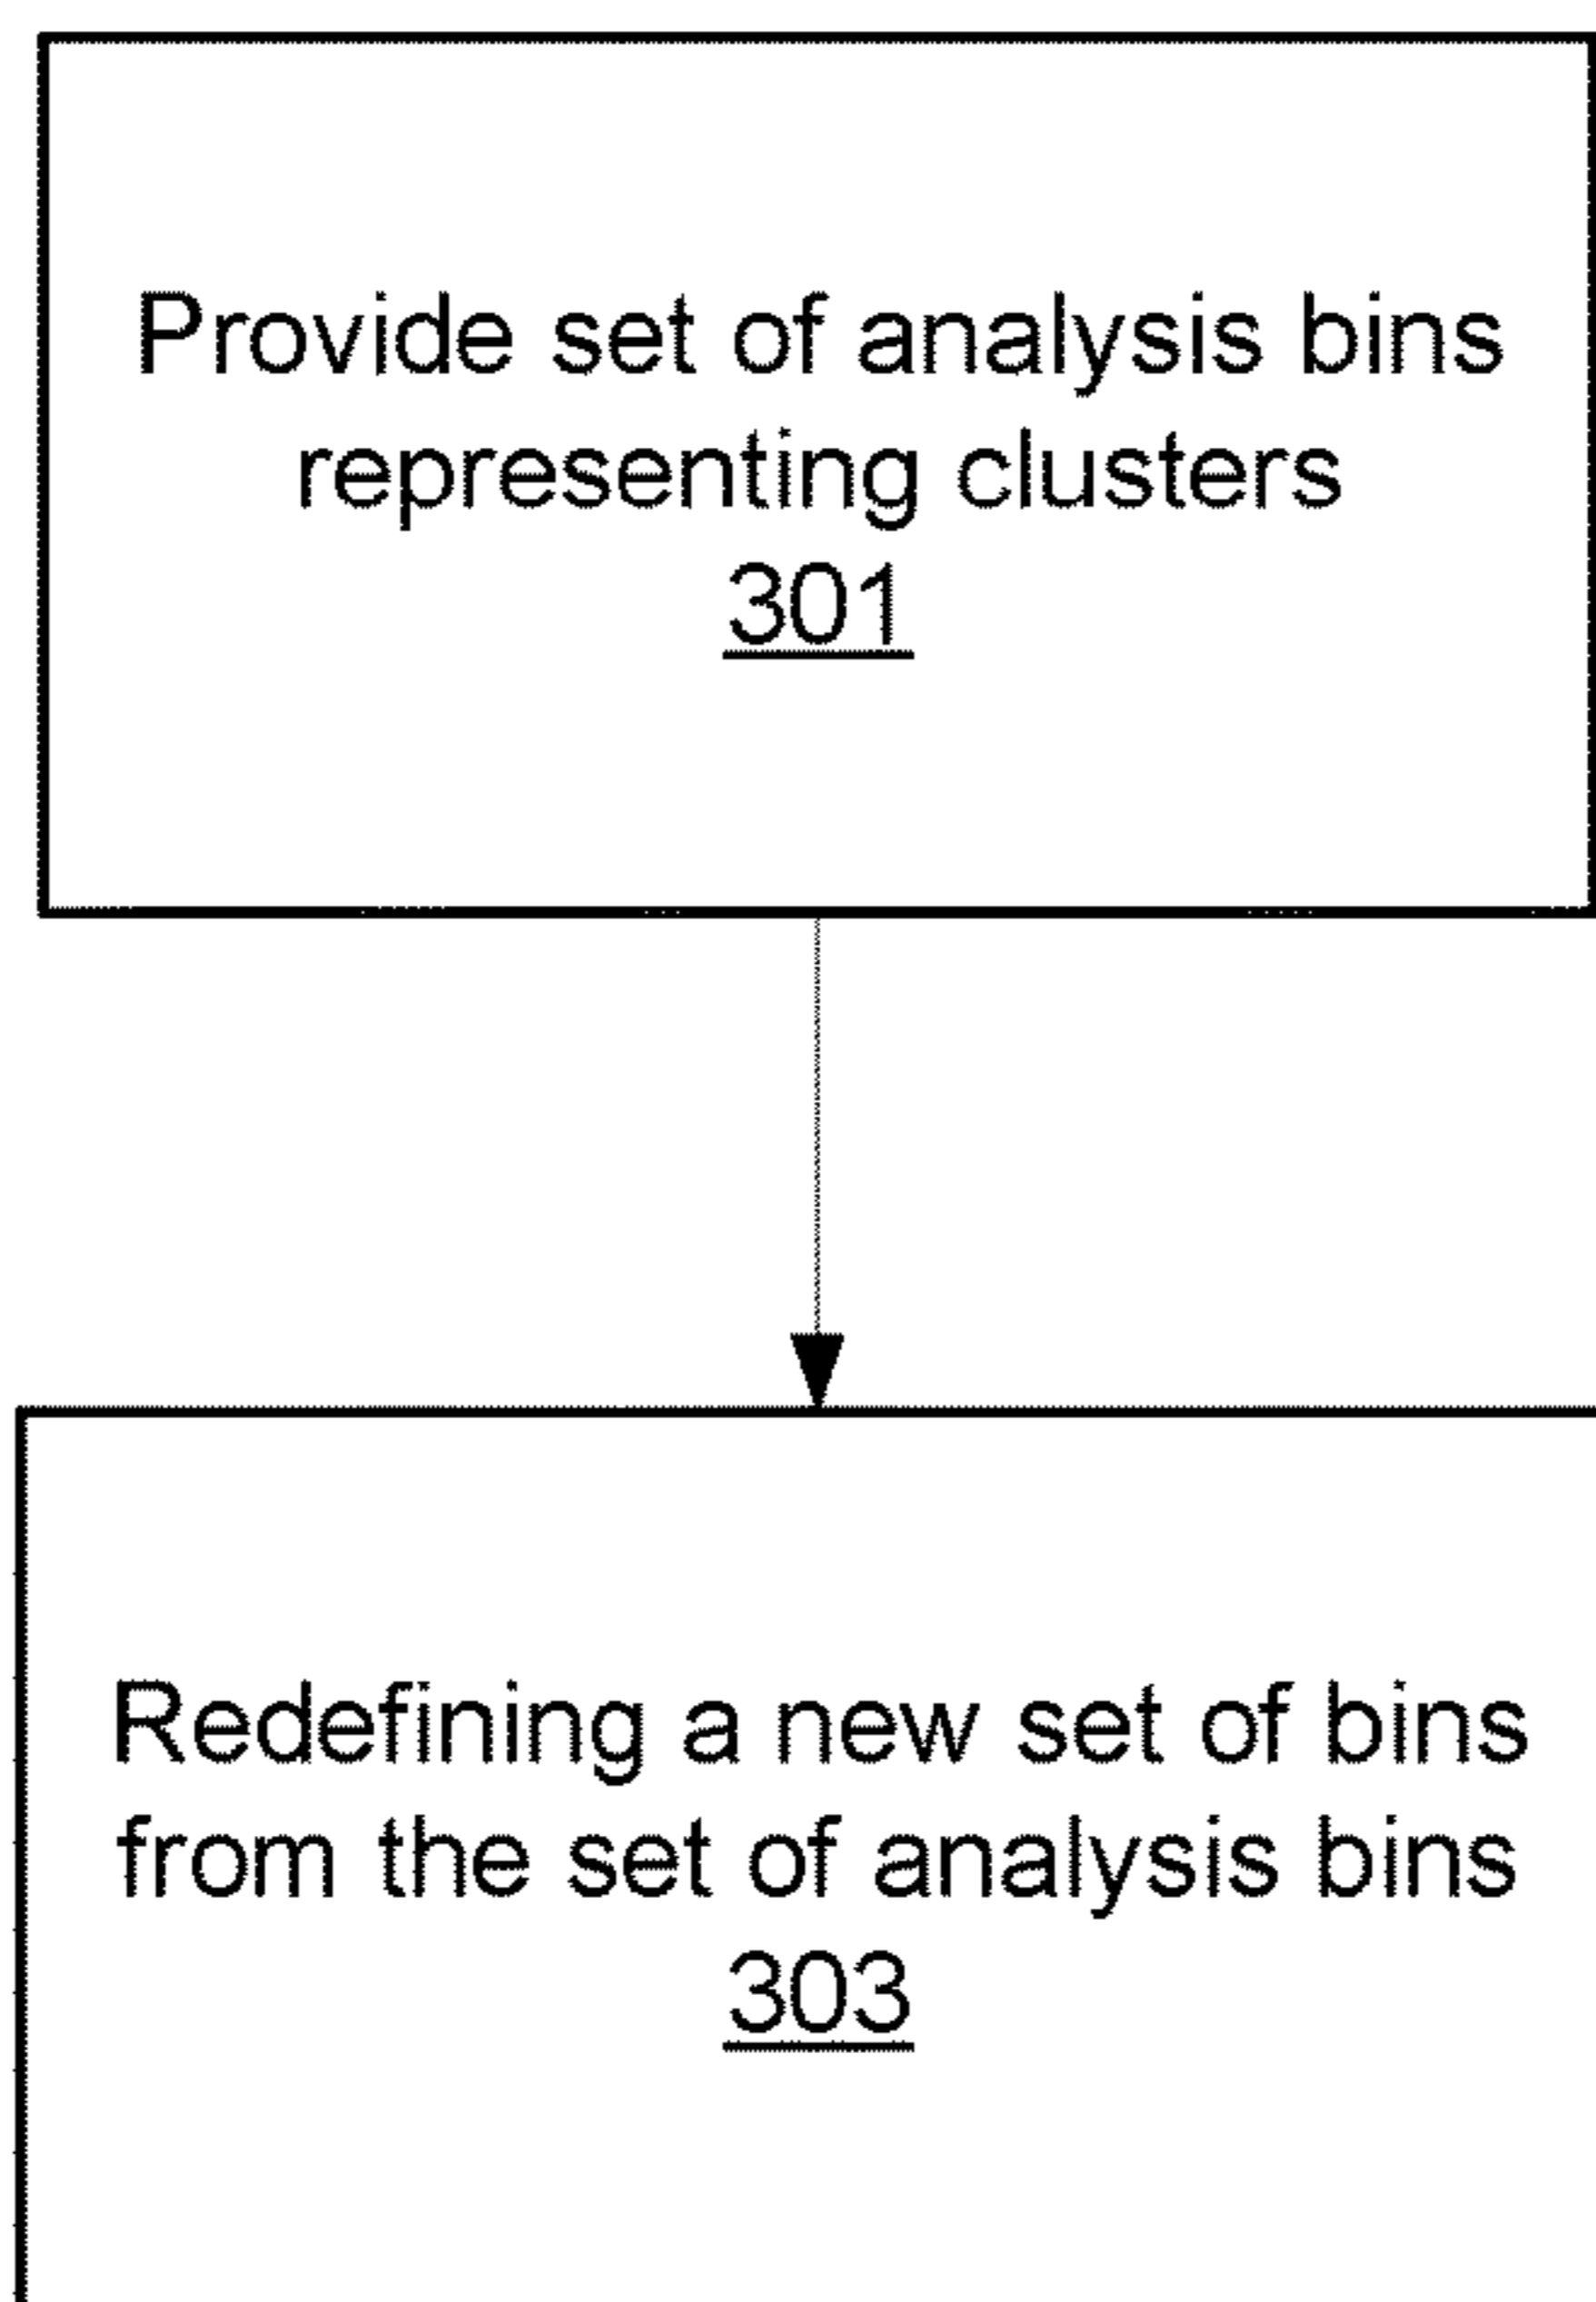 Provide set of analysis bins
representing clusters
301
Redefining a new set of bins
from the set of analysis bins
303